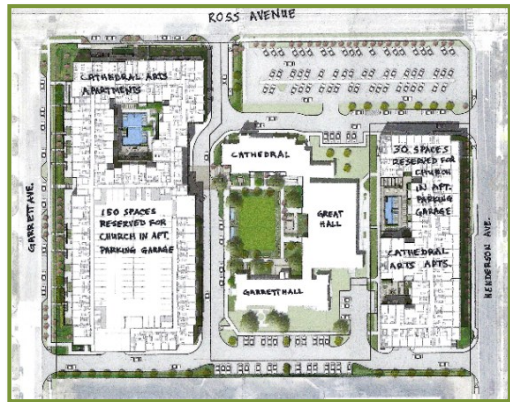 ROSS AVENUE
CATHEDRAL ARTS
APARTMENTS
CATHEDRAL
50 SPACES
RESERVED FOR
CHURCH
IN APT.
PARKING
GARAGE
GARRETT AVE.
150 SPACES
RESERVED FOR
CHURCH IN APT.
PARKING GARAGE
GREAT
HALL
CATHEDRAL
ARTS APTS.
HENDERSON AVE.
GARRETT HALL